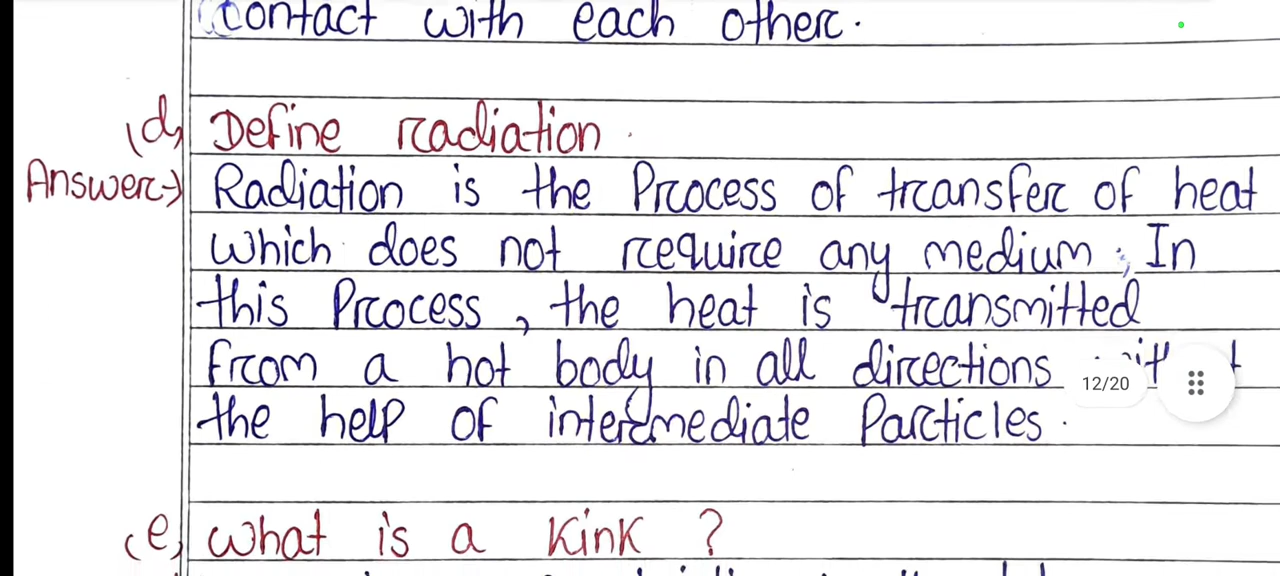 contact with each other.
(d) Define radiation.
Answer→ Radiation is the Process of transfer of heat
which does not require any medium. In
this Process, the heat is transmitted
from a hot body in all directions
12/20
the help of intermediate Particles.
(e) What is a Kink ?